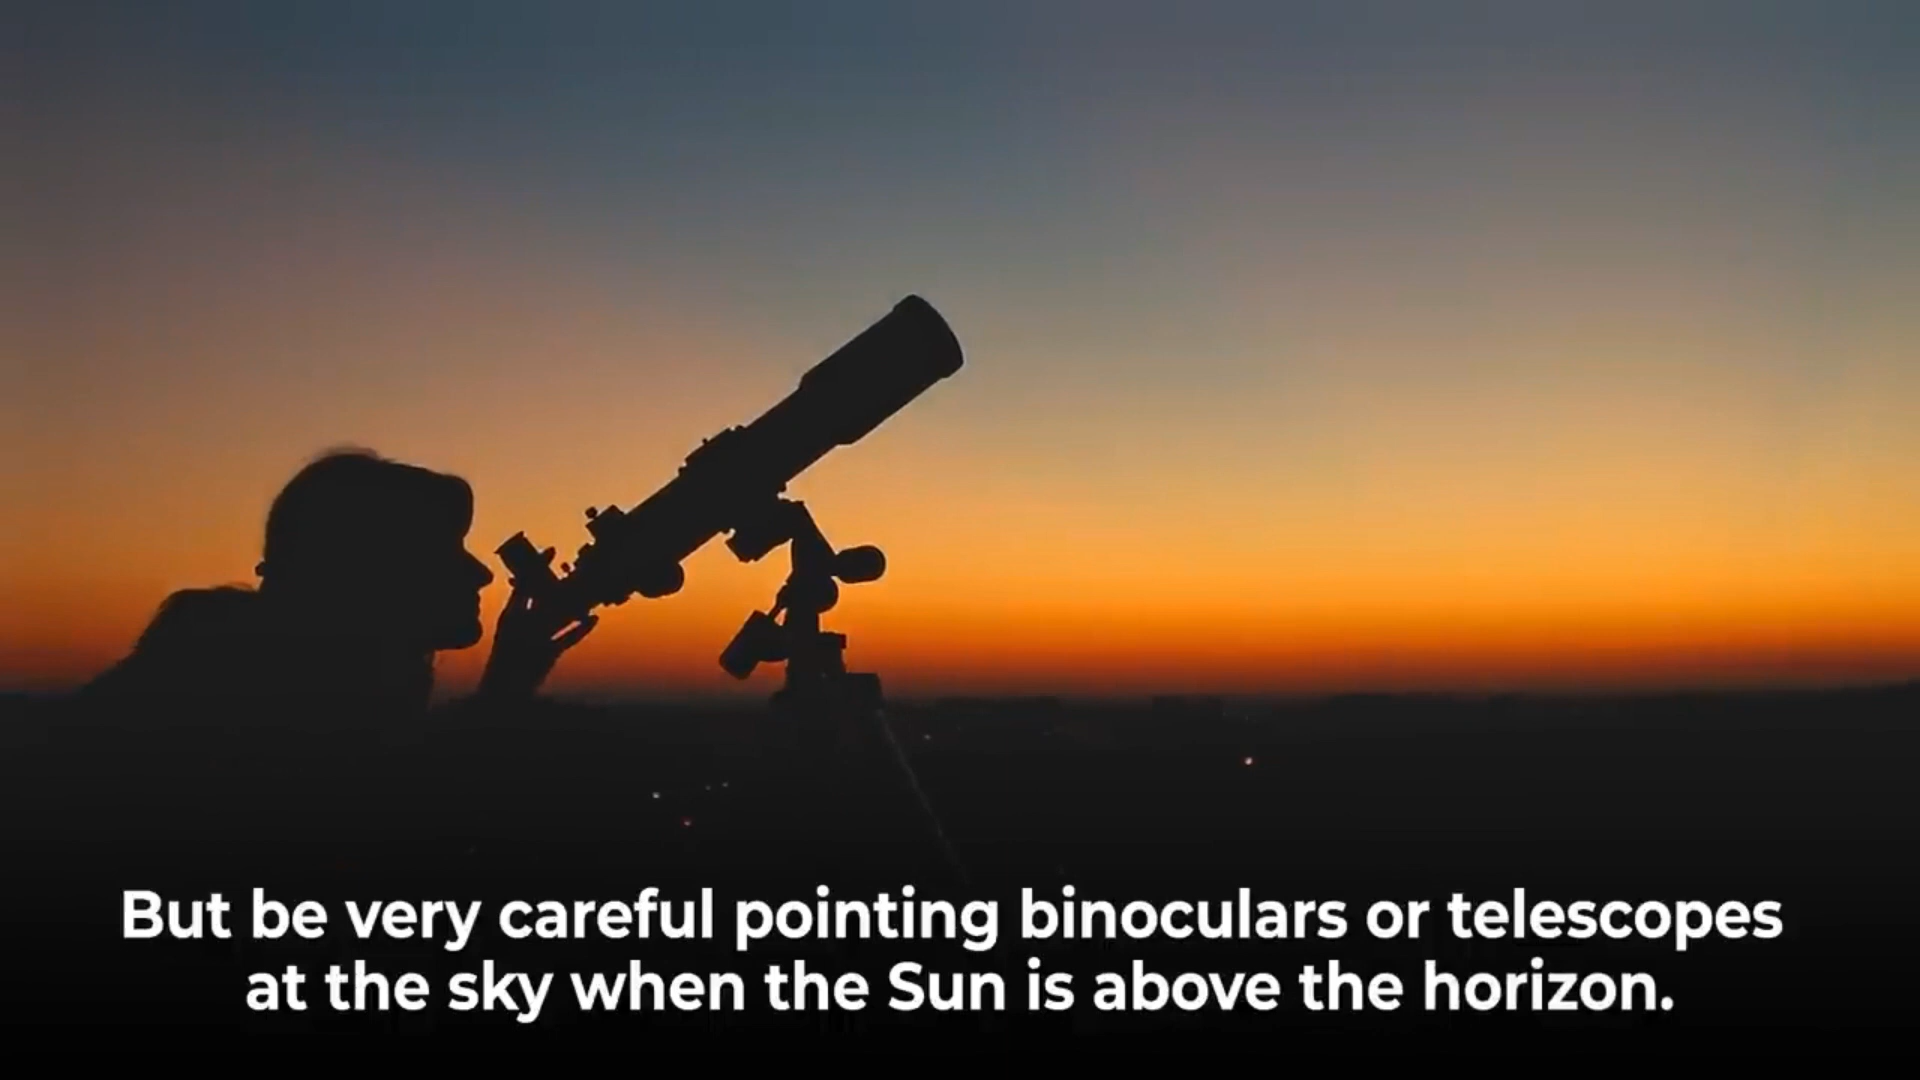 But be very careful pointing binoculars or telescopes
at the sky when the Sun is above the horizon.